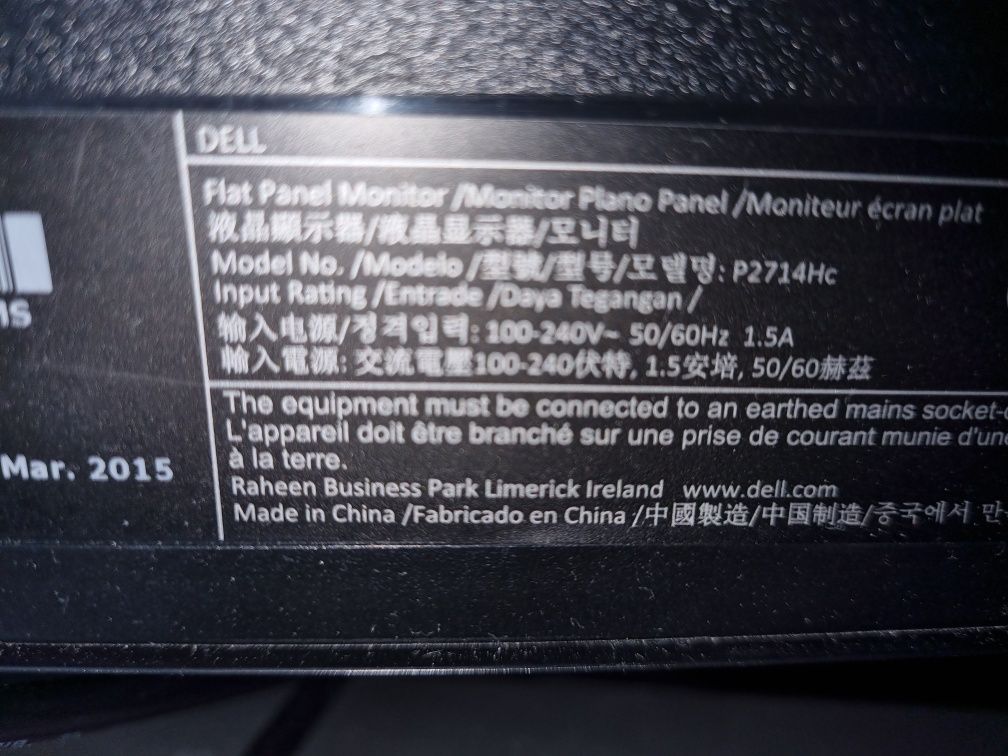 DELL
Flat Panel Monitor /Monitor Plano Panel /Moniteur écran plat
液晶顯示器/液晶显示器/모니터
Model No. /Modelo /型號/型号/모델명: P2714Hc
Input Rating /Entrade /Daya Tegangan /
输入电源/정격입력: 100-240V~ 50/60Hz 1.5A
輸入電源: 交流電壓100-240伏特, 1.5安培, 50/60赫茲
The equipment must be connected to an earthed mains socket-
L'appareil doit être branché sur une prise de courant munie d'un
à la terre.
Mar. 2015
Raheen Business Park Limerick Ireland www.dell.com
Made in China /Fabricado en China /中國製造/中国制造/중국에서 만